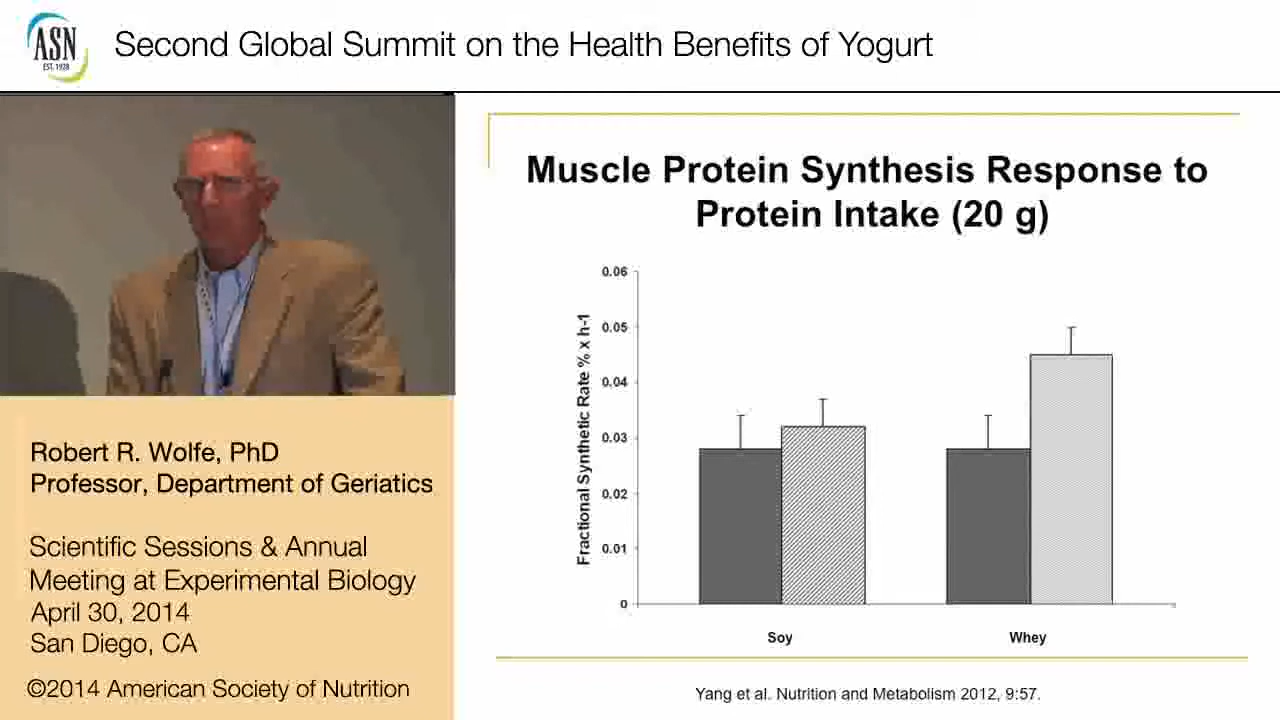 ASN
EST. 1928
Second Global Summit on the Health Benefits of Yogurt
Robert R. Wolfe, PhD
Professor, Department of Geriatics
Scientific Sessions & Annual
Meeting at Experimental Biology
April 30, 2014
San Diego, CA
©2014 American Society of Nutrition
Muscle Protein Synthesis Response to
Protein Intake (20 g)
Fractional Synthetic Rate % x h-1
0.06
0.05
0.04
0.03
0.02
0.01
0
Soy
Whey
Yang et al. Nutrition and Metabolism 2012, 9:57.